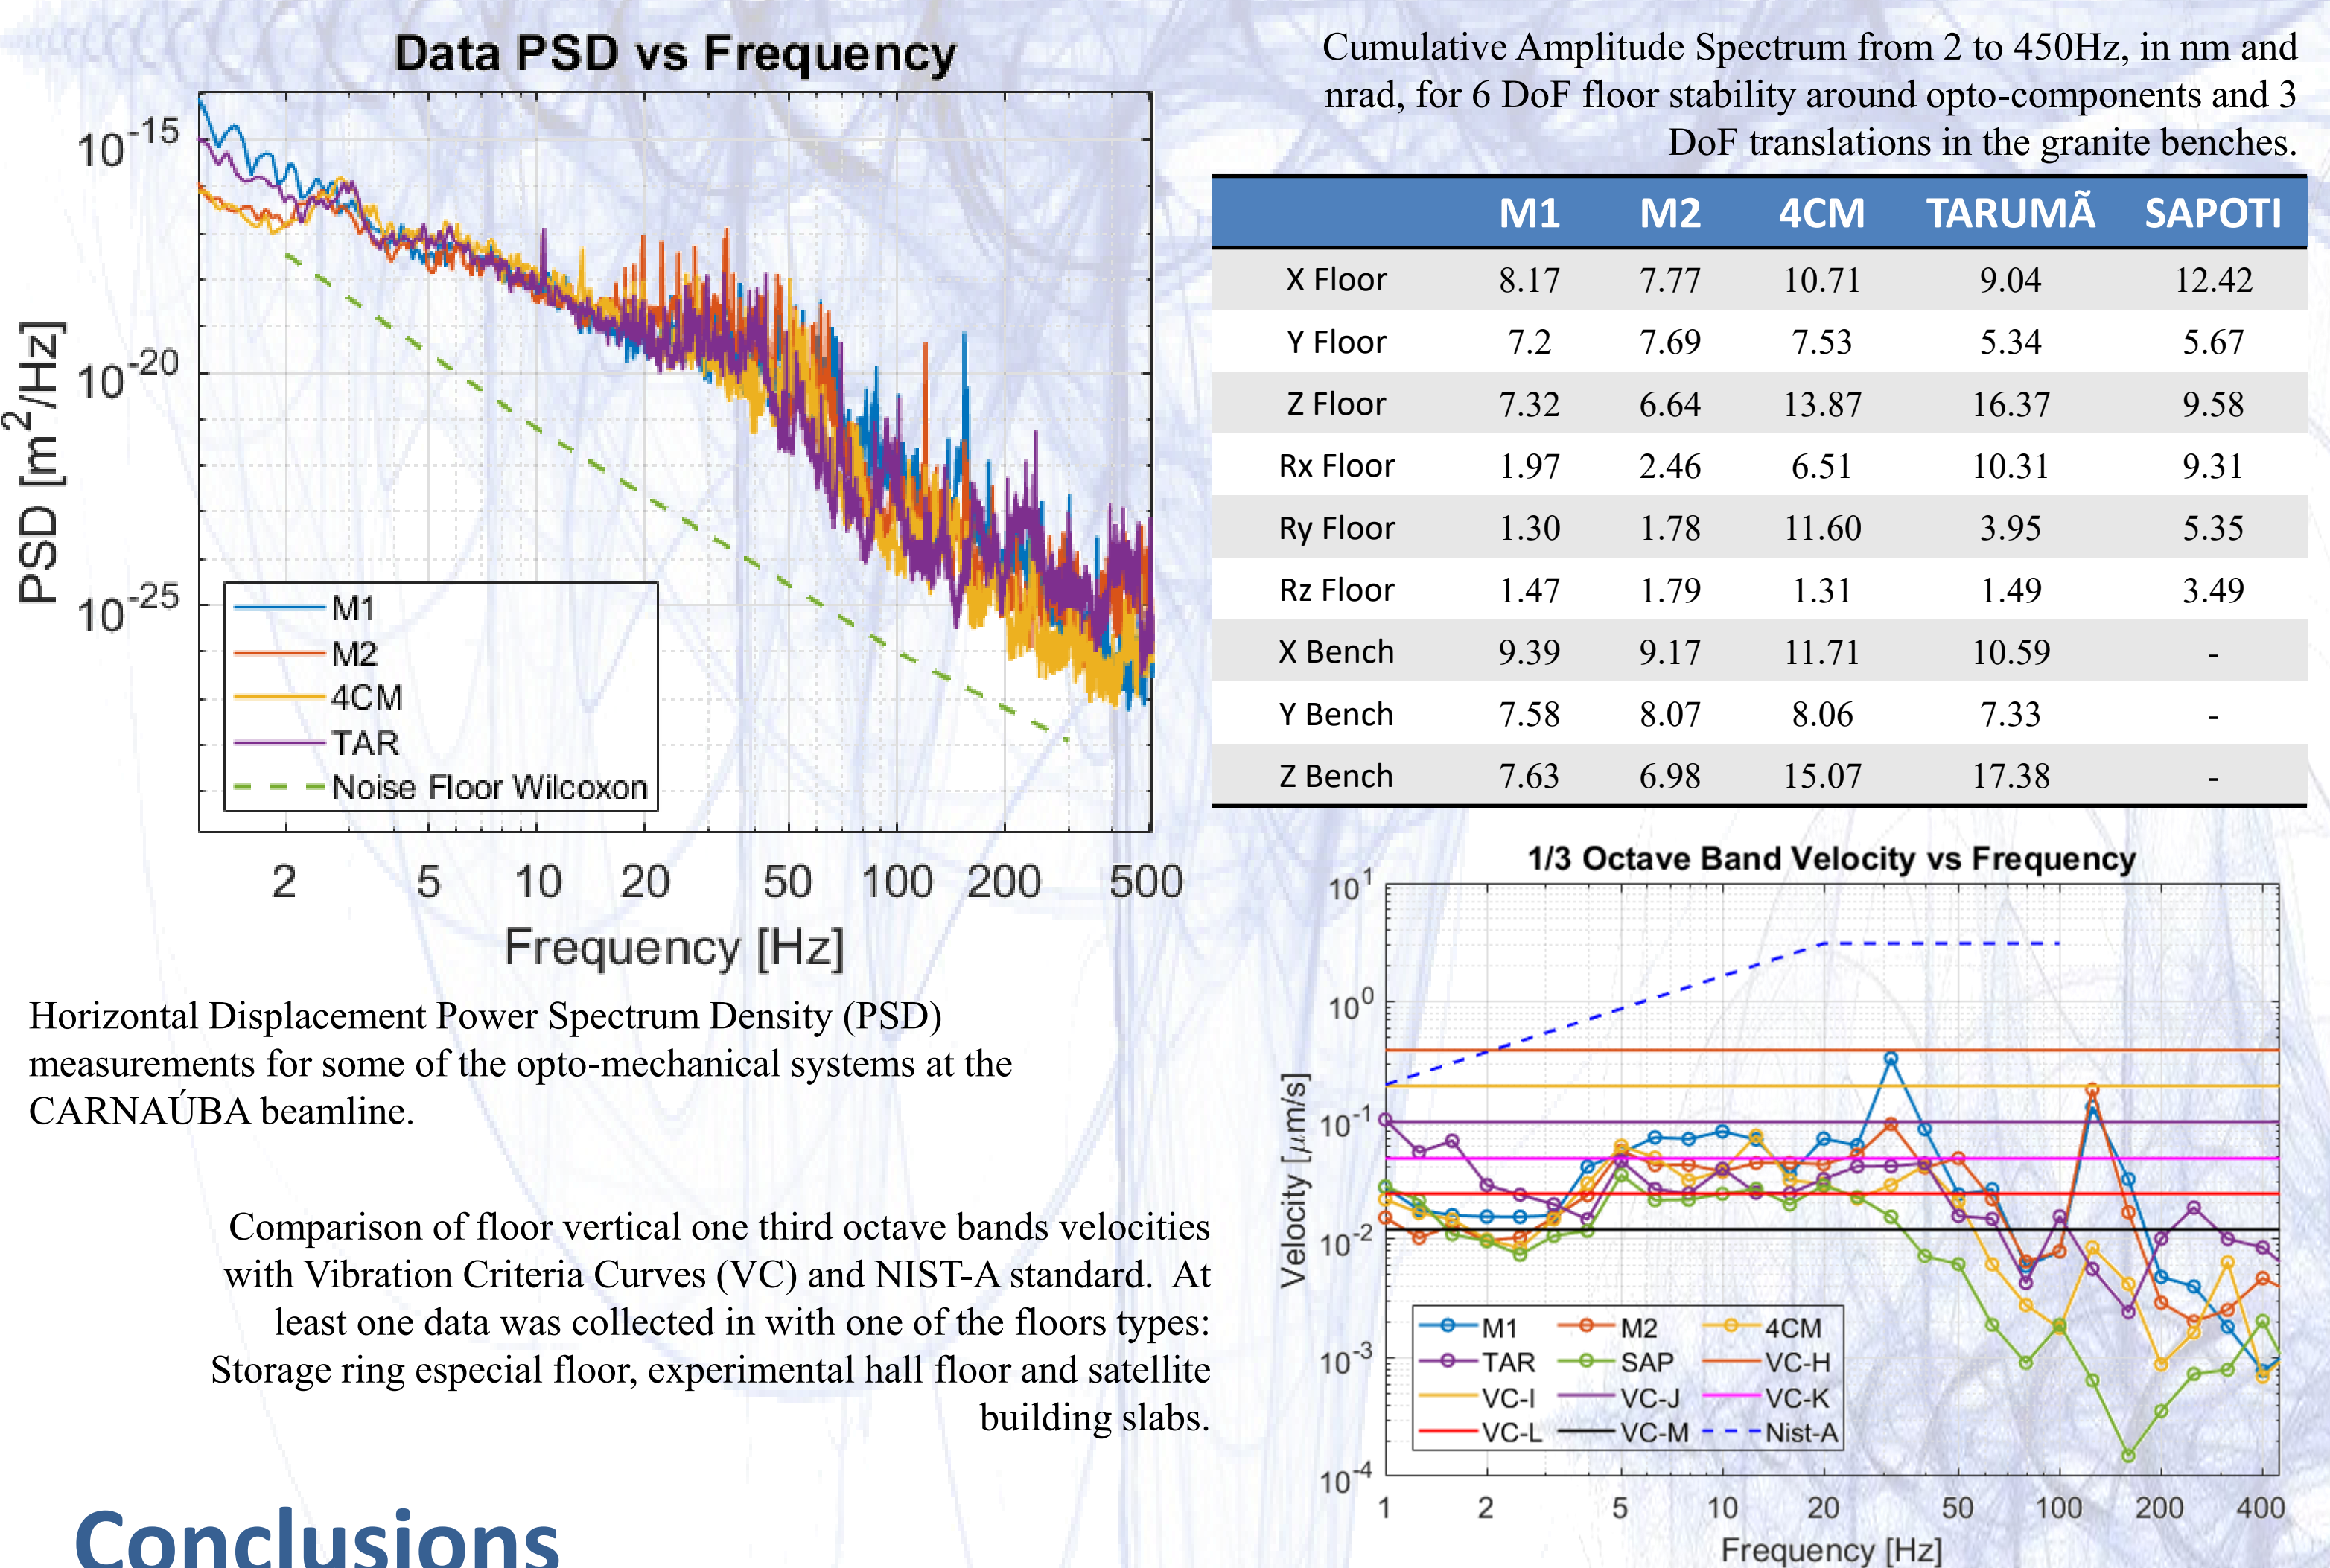 Data PSD vs Frequency
PSD [m²/Hz]
10⁻¹⁵
10⁻²⁰
10⁻²⁵
M1
M2
4CM
TAR
Noise Floor Wilcoxon
2 5 10 20 50 100 200 500
Frequency [Hz]
Horizontal Displacement Power Spectrum Density (PSD)
measurements for some of the opto-mechanical systems at the
CARNAÚBA beamline.
Cumulative Amplitude Spectrum from 2 to 450Hz, in nm and
nrad, for 6 DoF floor stability around opto-components and 3
DoF translations in the granite benches.
M1 M2 4CM TARUMÃ SAPOTI
X Floor 8.17 7.77 10.71 9.04 12.42
Y Floor 7.2 7.69 7.53 5.34 5.67
Z Floor 7.32 6.64 13.87 16.37 9.58
Rx Floor 1.97 2.46 6.51 10.31 9.31
Ry Floor 1.30 1.78 11.60 3.95 5.35
Rz Floor 1.47 1.79 1.31 1.49 3.49
X Bench 9.39 9.17 11.71 10.59 -
Y Bench 7.58 8.07 8.06 7.33 -
Z Bench 7.63 6.98 15.07 17.38 -
Comparison of floor vertical one third octave bands velocities
with Vibration Criteria Curves (VC) and NIST-A standard. At
least one data was collected in with one of the floors types:
Storage ring especial floor, experimental hall floor and satellite
building slabs.
1/3 Octave Band Velocity vs Frequency
Velocity [μm/s]
10¹
10⁰
10⁻¹
10⁻²
10⁻³
10⁻⁴
M1 M2 4CM
TAR SAP VC-H
VC-I VC-J VC-K
VC-L VC-M Nist-A
1 2 5 10 20 50 100 200 400
Frequency [Hz]
Conclusions